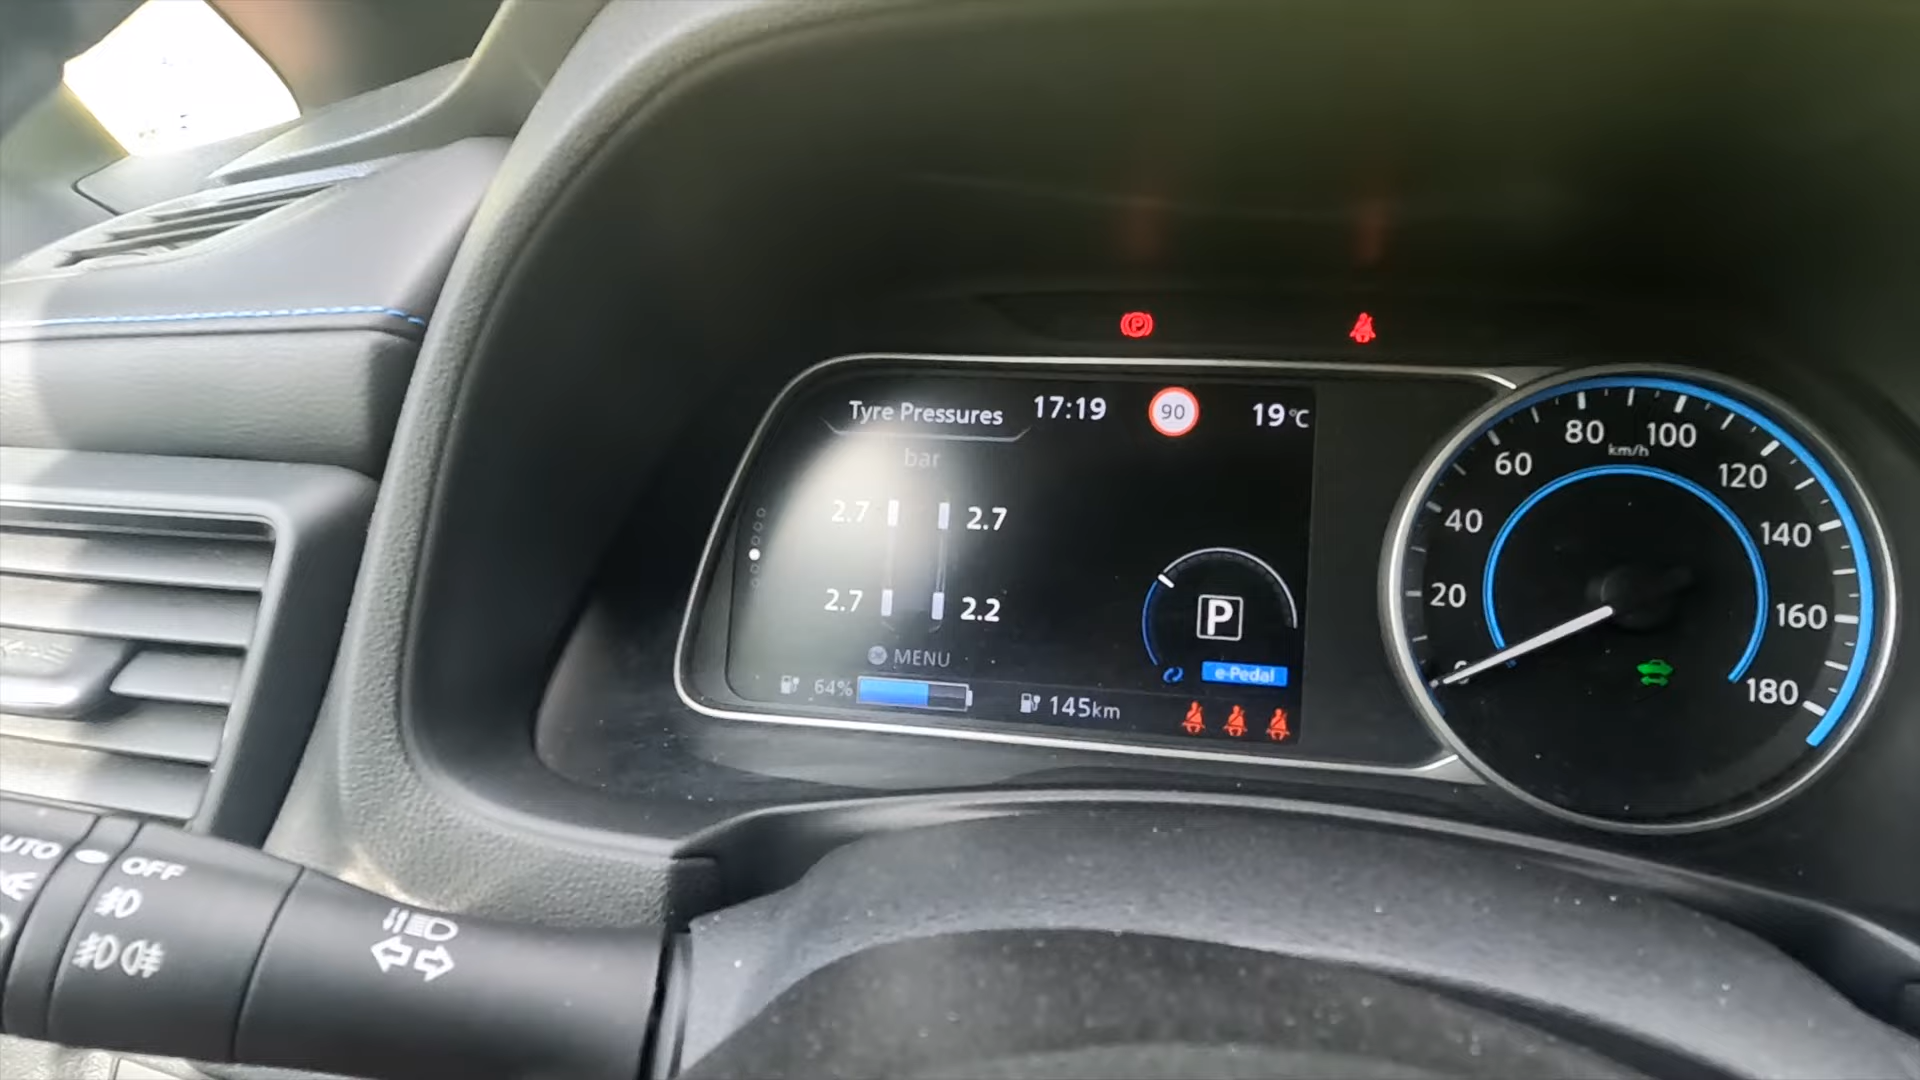 Tyre Pressures 17:19 90 19°C
bar
2.7 2.7
2.7 2.2
MENU
P
e-Pedal
64% 145km
0 20 40 60 80 100 120 140 160 180
km/h
AUTO OFF